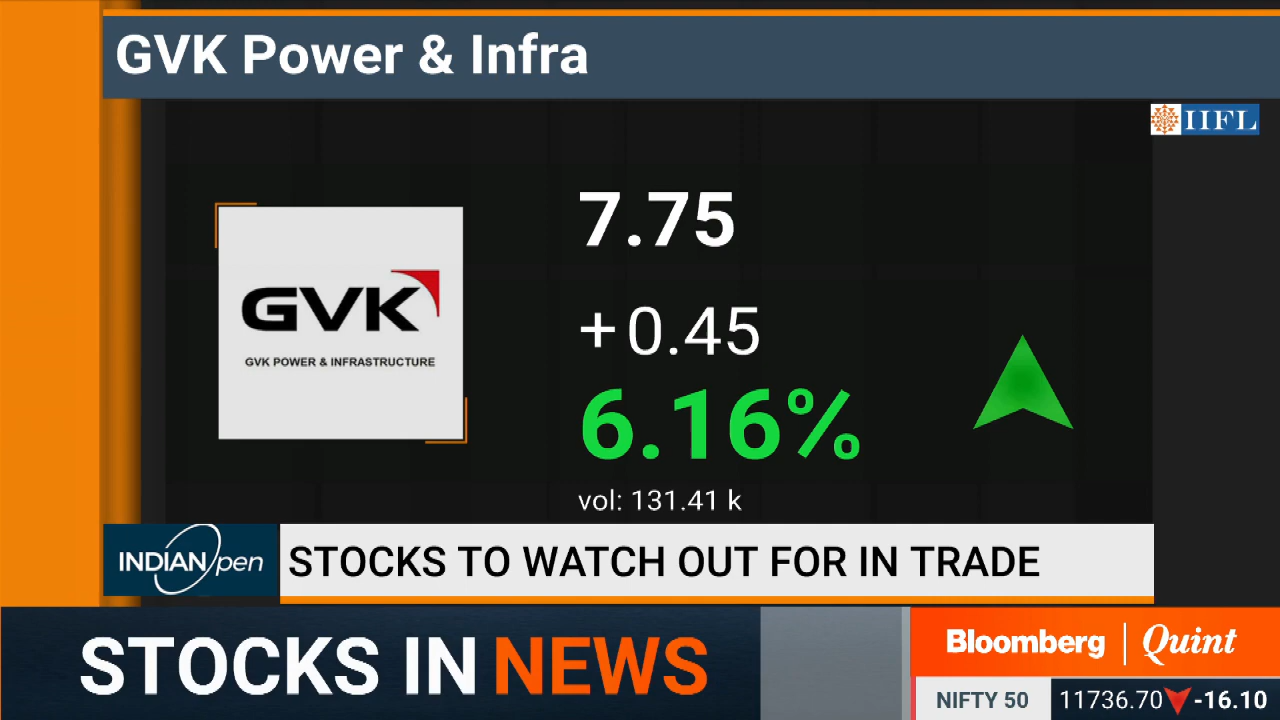 GVK Power & Infra
IIFL
7.75
GVK
GVK POWER & INFRASTRUCTURE
+0.45
6.16%
vol: 131.41 k
INDIAN Open
STOCKS TO WATCH OUT FOR IN TRADE
STOCKS IN NEWS
Bloomberg | Quint
NIFTY 50 11736.70 -16.10